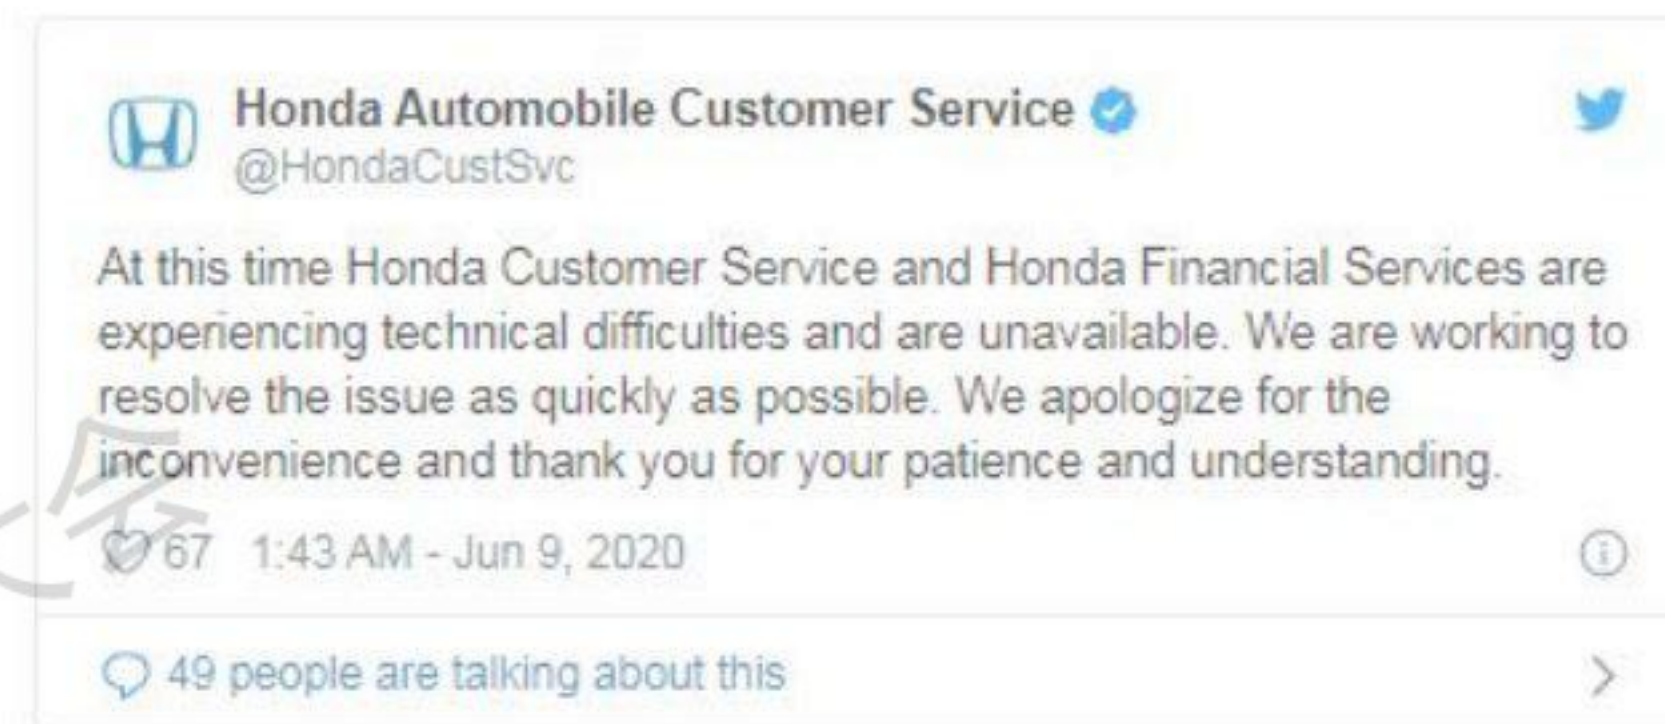 Honda Automobile Customer Service
@HondaCustSvc
At this time Honda Customer Service and Honda Financial Services are
experiencing technical difficulties and are unavailable. We are working to
resolve the issue as quickly as possible. We apologize for the
inconvenience and thank you for your patience and understanding.
67 1:43 AM - Jun 9, 2020
49 people are talking about this